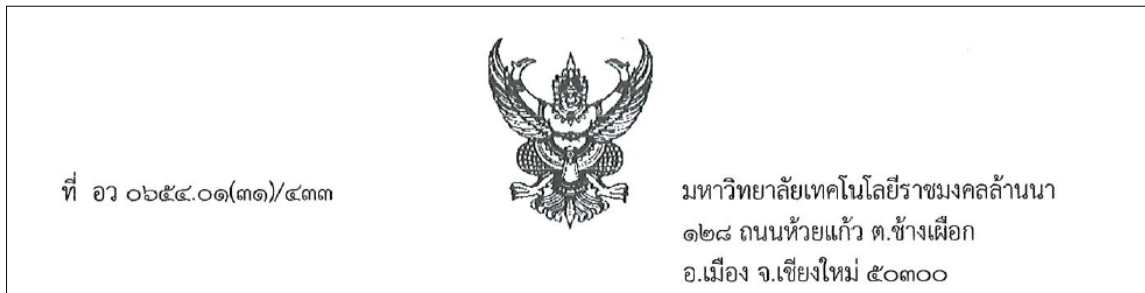 ที่ อว ๐๖๕๔.๐๑(๓๑)/๔๓๓
มหาวิทยาลัยเทคโนโลยีราชมงคลล้านนา
๑๒๘ ถนนห้วยแก้ว ต.ช้างเผือก
อ.เมือง จ.เชียงใหม่ ๕๐๓๐๐